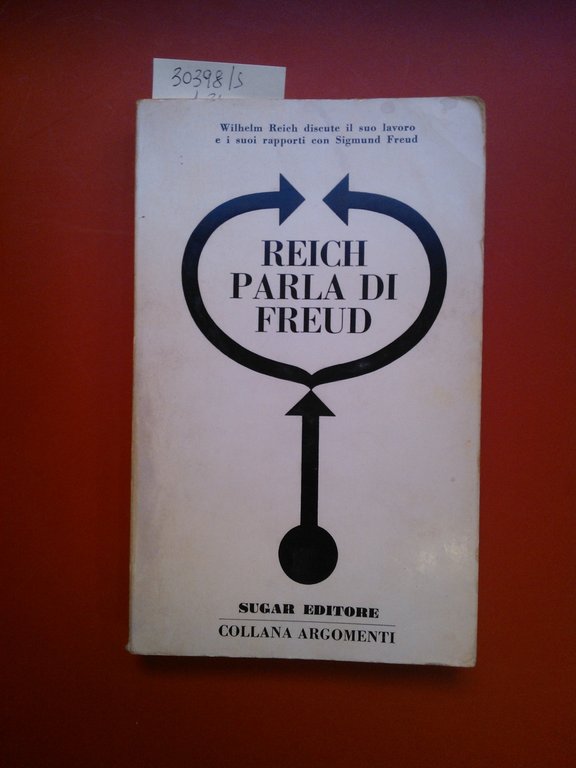 30398/s
Wilhelm Reich discute il suo lavoro
e i suoi rapporti con Sigmund Freud
REICH
PARLA DI
FREUD
SUGAR EDITORE
COLLANA ARGOMENTI